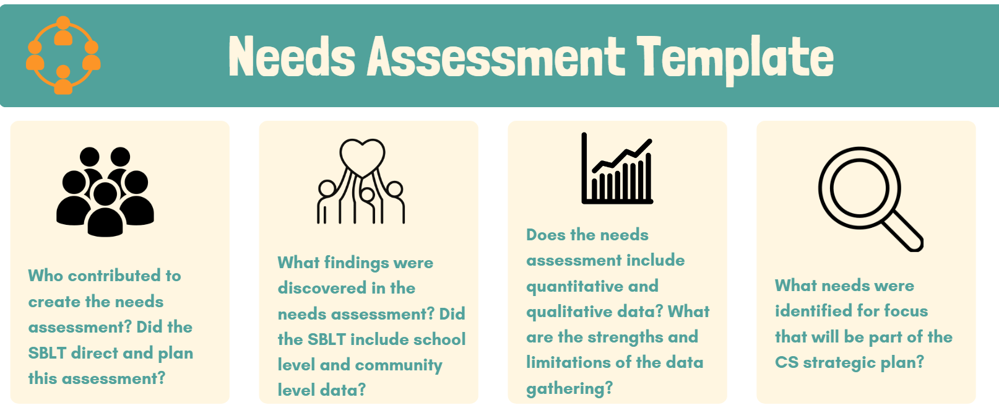 Needs Assessment Template
Who contributed to
create the needs
assessment? Did the
SBLT direct and plan
this assessment?
What findings were
discovered in the
needs assessment? Did
the SBLT include school
level and community
level data?
Does the needs
assessment include
quantitative and
qualitative data? What
are the strengths and
limitations of the data
gathering?
What needs were
identified for focus
that will be part of the
CS strategic plan?